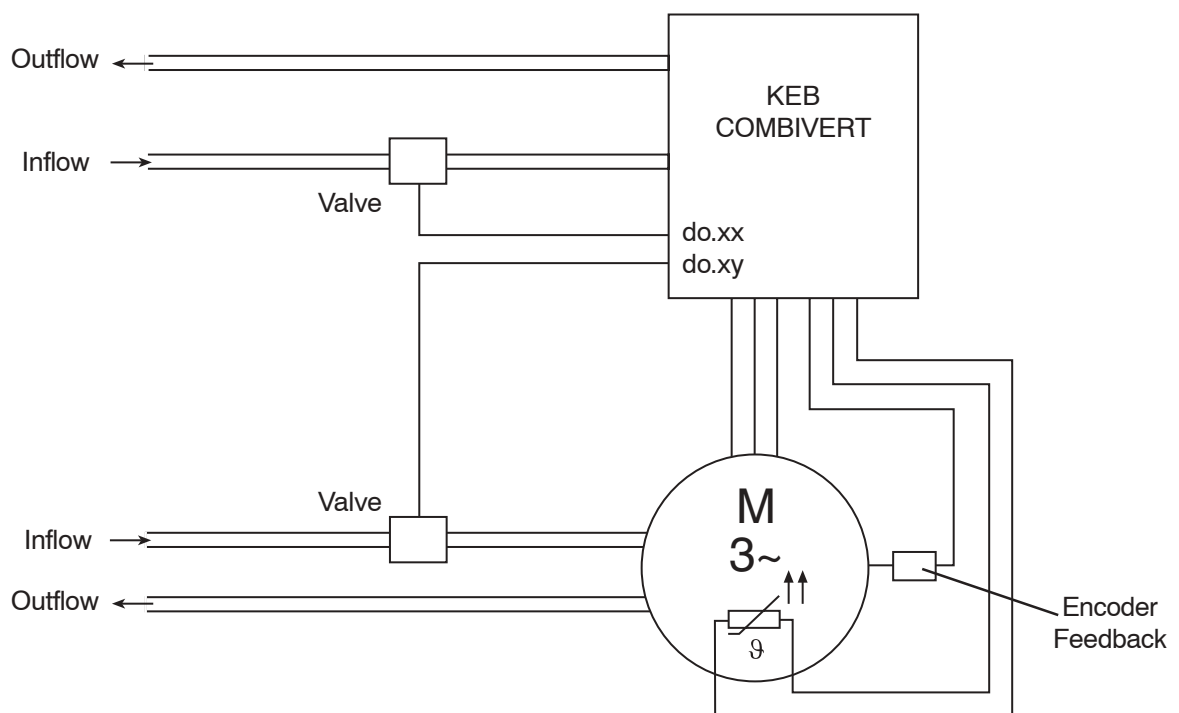 Outflow
KEB
COMBIVERT
Inflow
Valve
do.xx
do.xy
Valve
M
3~
Inflow
Outflow
ϑ
Encoder
Feedback